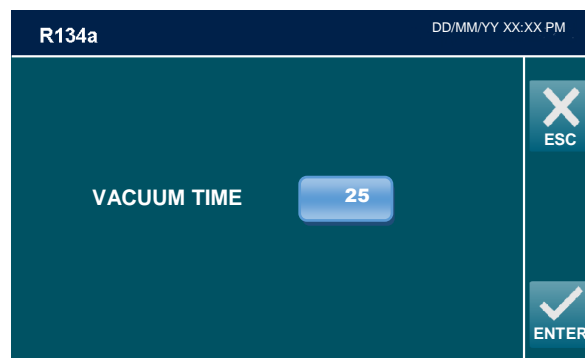 R134a
DD/MM/YY XX:XX PM
ESC
VACUUM TIME 25
ENTER